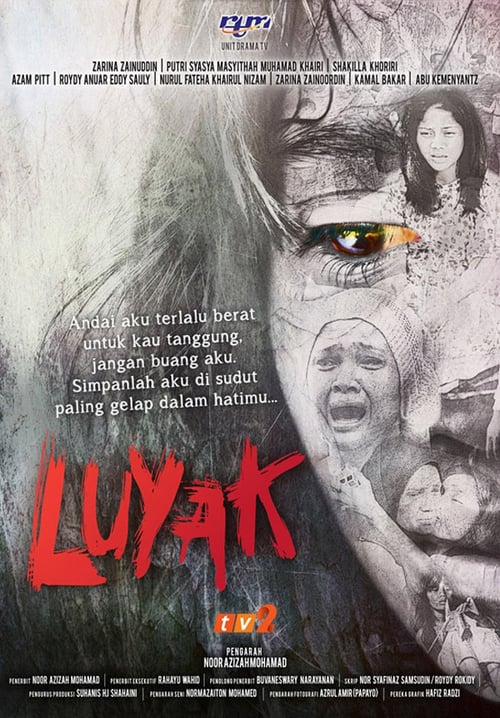 rtm
UNIT DRAMA TV
ZARINA ZAINUDDIN | PUTRI SYASYA MASYITHAH MUHAMAD KHAIRI | SHAKILLA KHORIRI
AZAM PITT | ROYDY ANUAR EDDY SAULY | NURUL FATEHA KHAIRUL NIZAM | ZARINA ZAINOORDIN | KAMAL BAKAR | ABU KEMENYANTZ
Andai aku terlalu berat
untuk kau tanggung,
jangan buang aku.
Simpanlah aku di sudut
paling gelap dalam hatimu...
LUYAK
tv2
PENGARAH
NOOR AZIZAH MOHAMAD
PENERBIT NOOR AZIZAH MOHAMAD | PENERBIT EKSEKUTIF RAHAYU WAHID | PENOLONG PENERBIT BUVANESWARY NARAYANAN | SKRIP NOR SYAFINAZ SAMSUDIN/ROYDY ROKIDY
PENGURUS PRODUKSI SUHANIS HJ SHAHAINI | PENGARAH SENI NORMAZAITON MOHAMED | PENGARAH FOTOGRAFI AZRUL AMIR (PAPAYO) | PEREKA GRAFIK HAFIZ RADZI